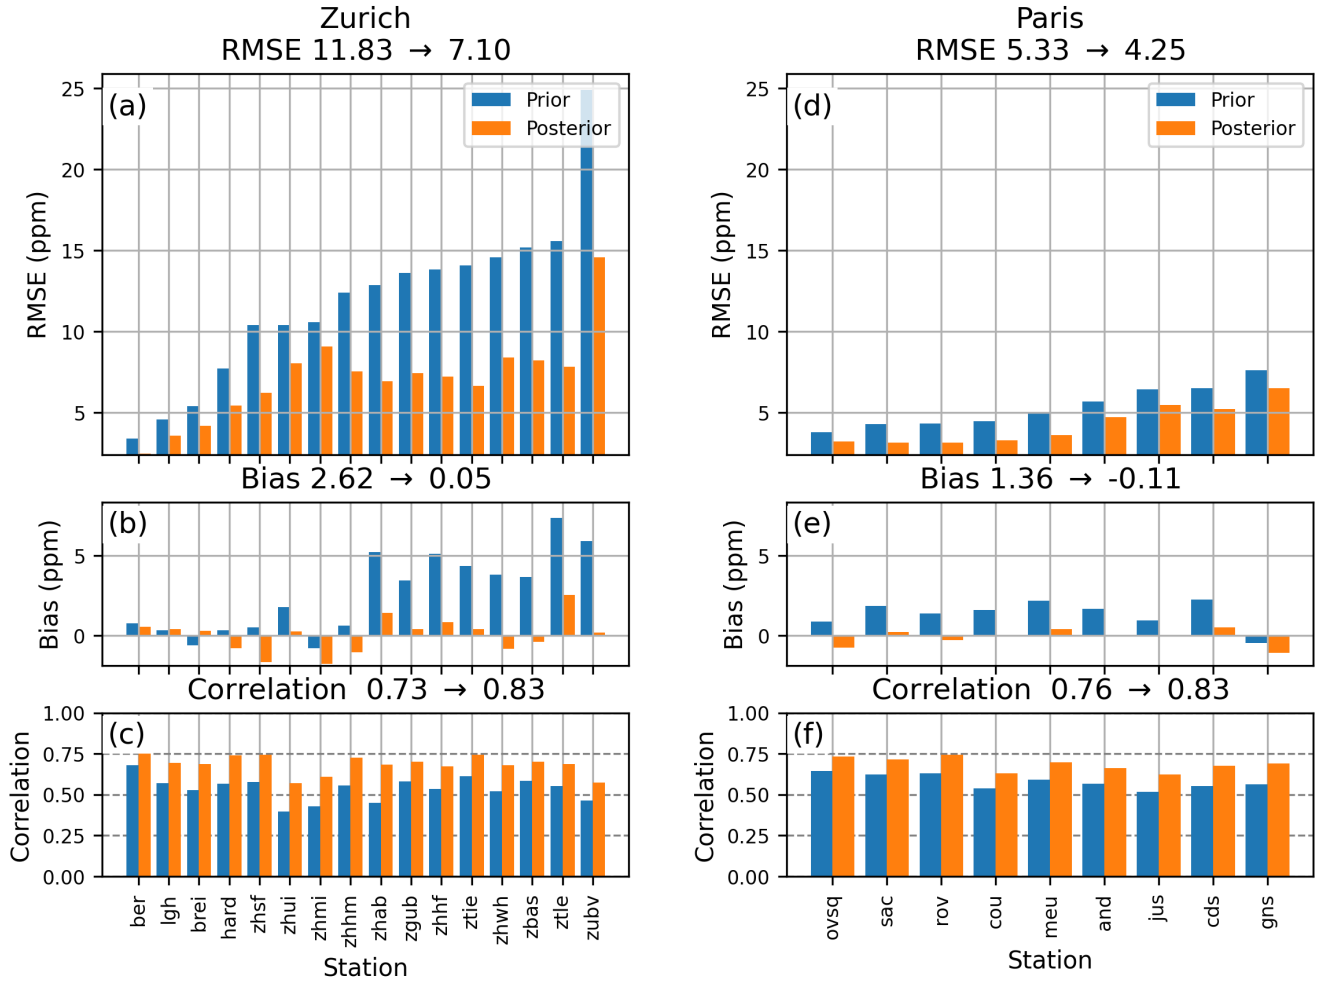 Zurich
RMSE 11.83 → 7.10
(a)
Prior
Posterior
25
20
15
10
5
RMSE (ppm)
Bias 2.62 → 0.05
(b)
5
0
Bias (ppm)
Correlation 0.73 → 0.83
(c)
1.00
0.75
0.50
0.25
0.00
Correlation
ber
lgh
brei
hard
zhsf
zhui
zhmi
zhhm
zhab
zgub
zhhf
ztie
zhwh
zbas
ztle
zubv
Station
Paris
RMSE 5.33 → 4.25
(d)
Prior
Posterior
25
20
15
10
5
RMSE (ppm)
Bias 1.36 → -0.11
(e)
5
0
Bias (ppm)
Correlation 0.76 → 0.83
(f)
1.00
0.75
0.50
0.25
0.00
Correlation
ovsq
sac
rov
cou
meu
and
jus
cds
gns
Station